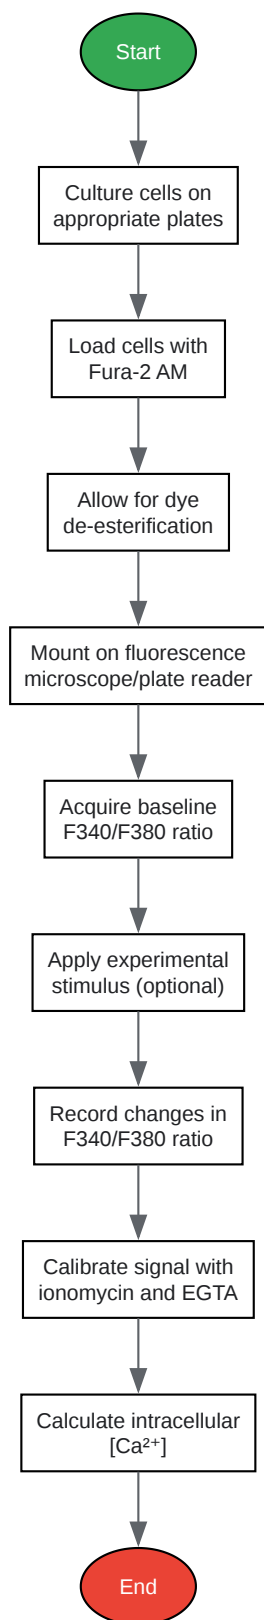 Start
Culture cells on
appropriate plates
Load cells with
Fura-2 AM
Allow for dye
de-esterification
Mount on fluorescence
microscope/plate reader
Acquire baseline
F340/F380 ratio
Apply experimental
stimulus (optional)
Record changes in
F340/F380 ratio
Calibrate signal with
ionomycin and EGTA
Calculate intracellular
[Ca²⁺]
End